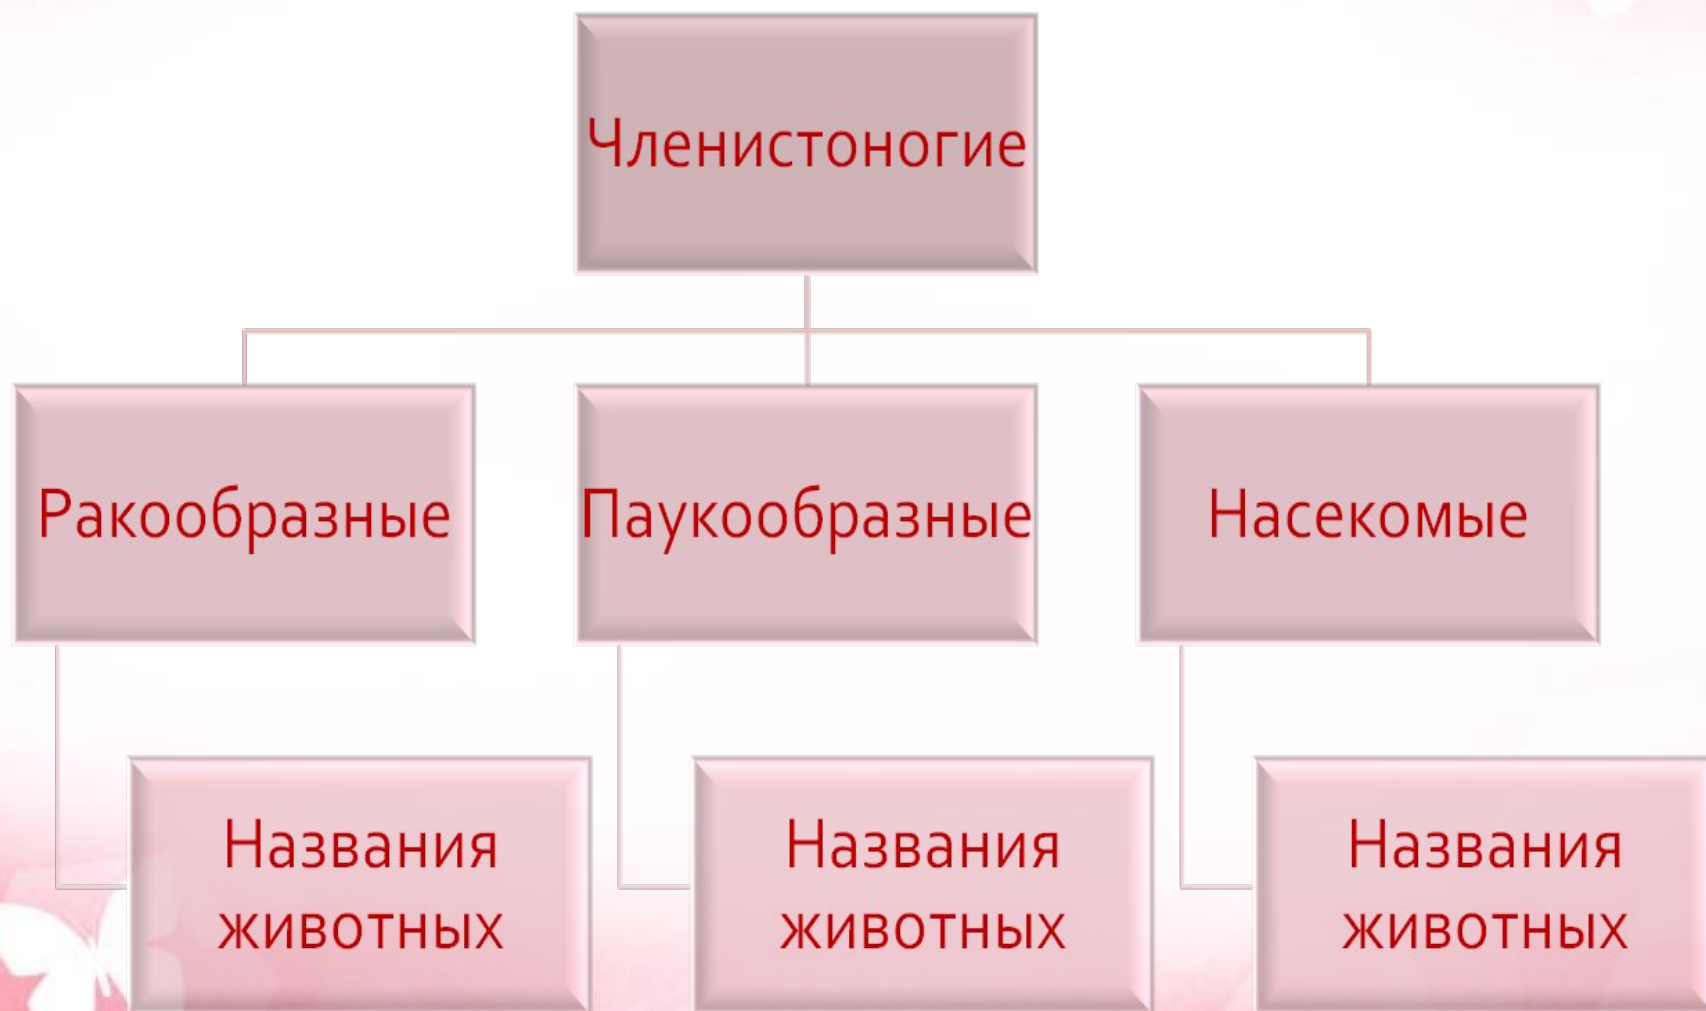 Членистоногие
Ракообразные
Паукообразные
Насекомые
Названия
животных
Названия
животных
Названия
животных